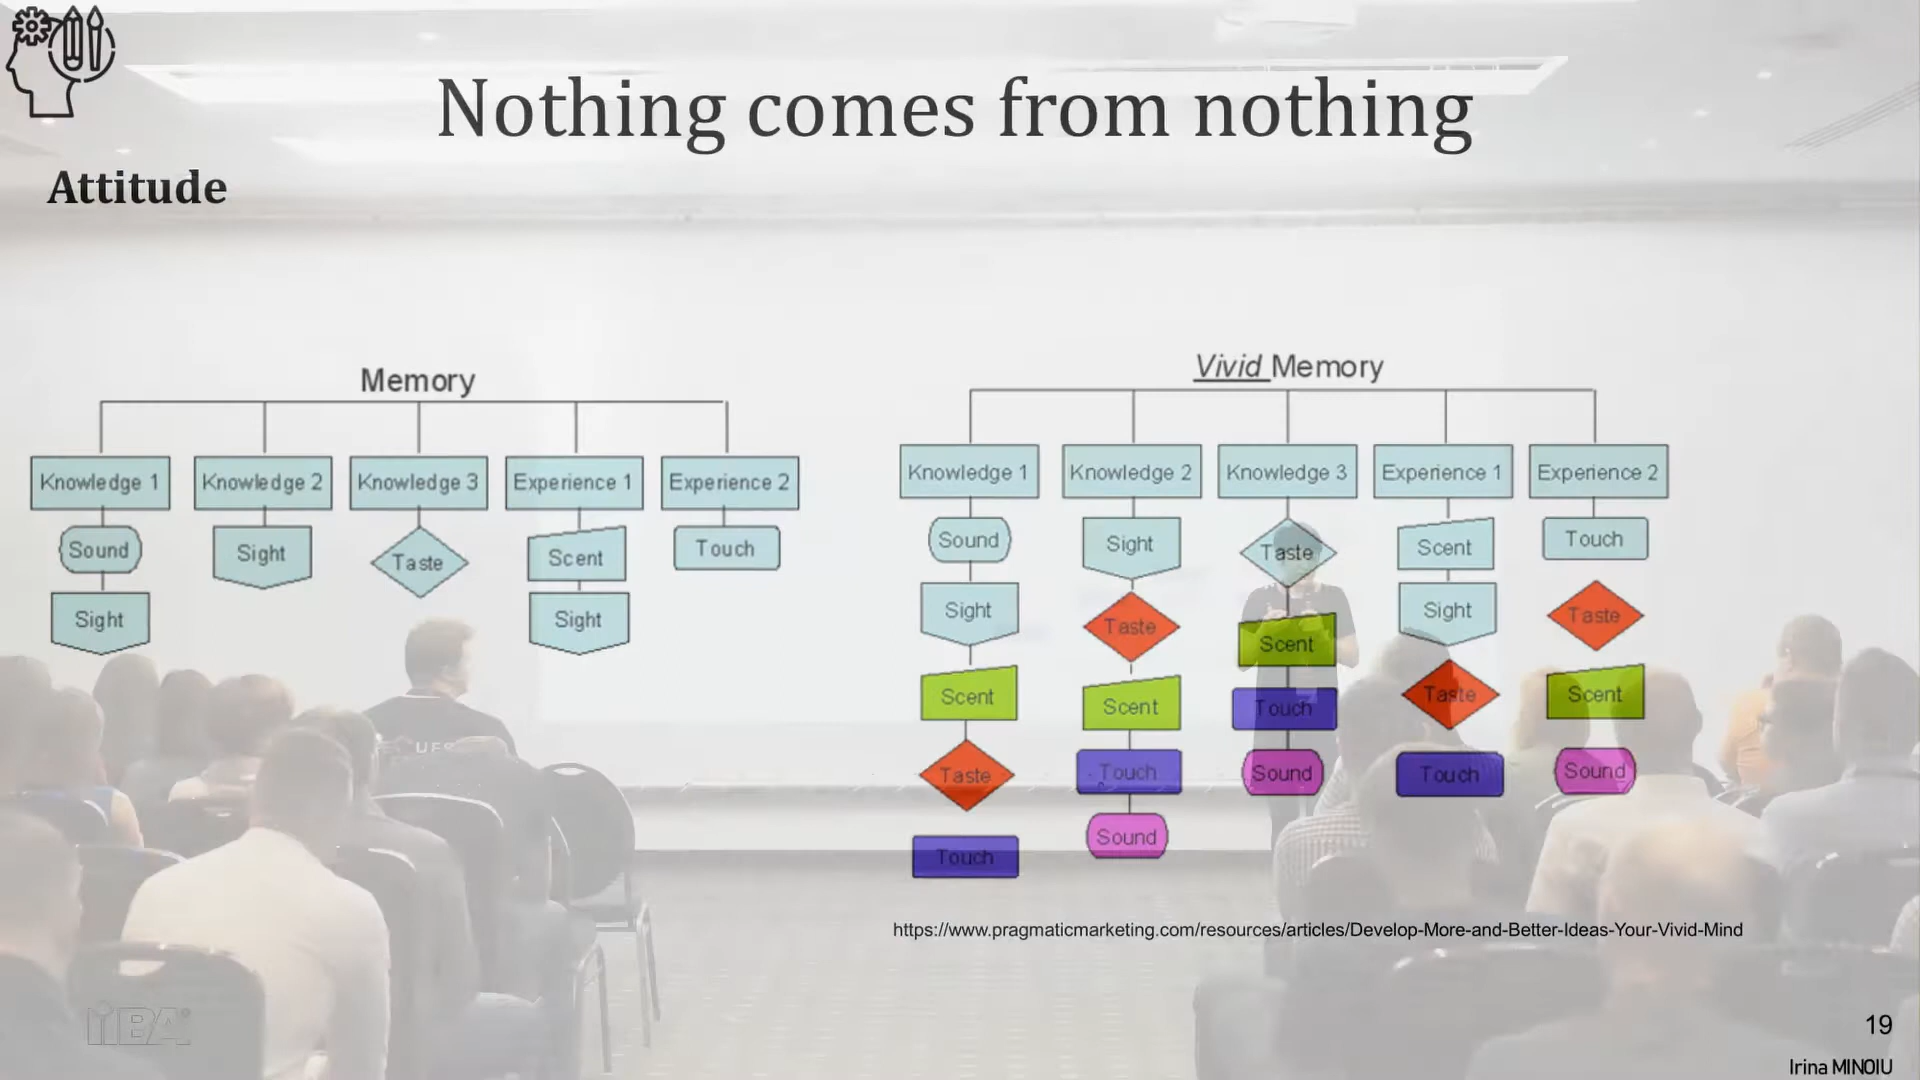 Nothing comes from nothing
Attitude
Memory
Knowledge 1
Knowledge 2
Knowledge 3
Experience 1
Experience 2
Sound
Sight
Taste
Scent
Touch
Sight
Sight
Vivid Memory
Knowledge 1
Knowledge 2
Knowledge 3
Experience 1
Experience 2
Sound
Sight
Taste
Scent
Touch
Sight
Taste
Scent
Sight
Taste
Scent
Scent
Touch
Taste
Scent
Taste
Touch
Sound
Touch
Sound
Touch
Sound
https://www.pragmaticmarketing.com/resources/articles/Develop-More-and-Better-Ideas-Your-Vivid-Mind
IIBA®
19
Irina MINOIU